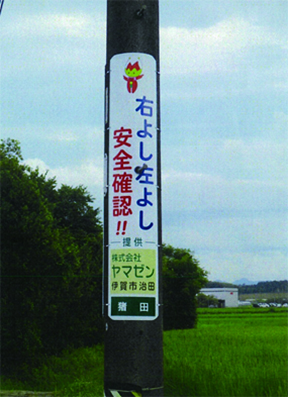 右よし左よし
安全確認!!
提供
株式会社
ヤマゼン
伊賀市治田
猪田